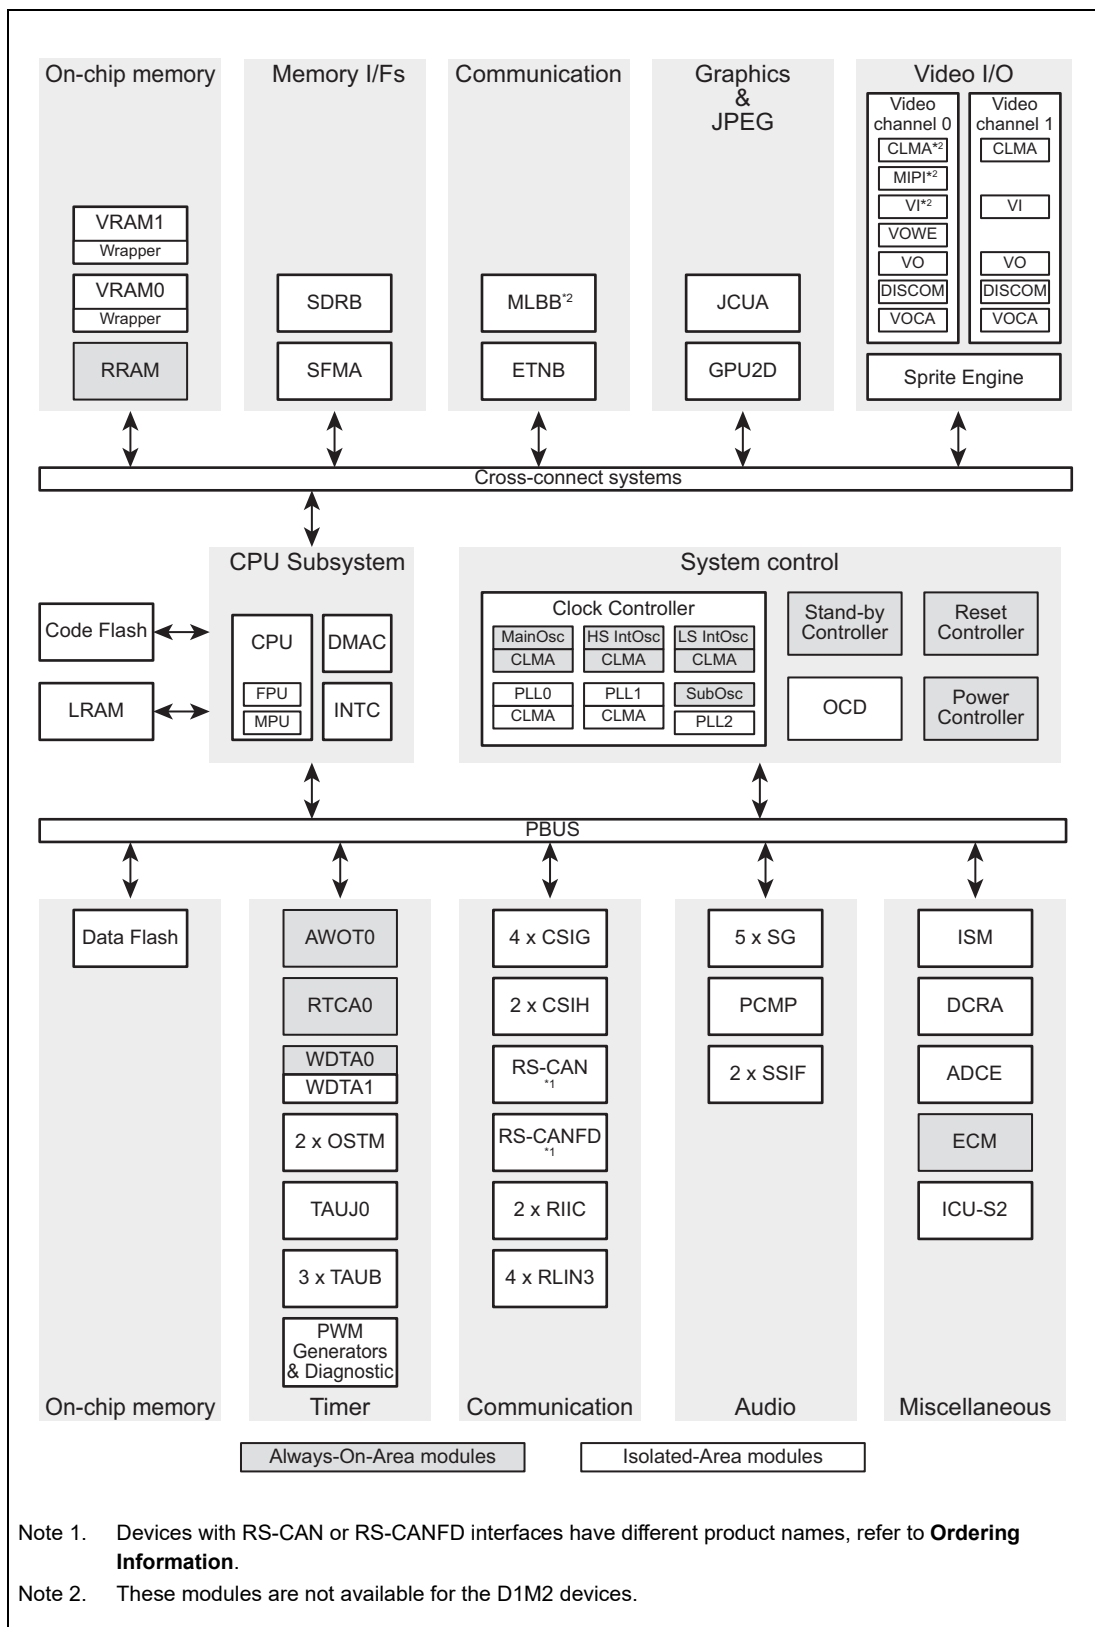 On-chip memory
VRAM1
Wrapper
VRAM0
Wrapper
RRAM
Memory I/Fs
SDRB
SFMA
Communication
MLBB*2
ETNB
Graphics
&
JPEG
JCUA
GPU2D
Video I/O
Video
channel 0
CLMA*2
MIPI*2
VI*2
VOWE
VO
DISCOM
VOCA
Video
channel 1
CLMA
VI
VO
DISCOM
VOCA
Sprite Engine
Cross-connect systems
Code Flash
LRAM
CPU Subsystem
CPU
FPU
MPU
DMAC
INTC
System control
Clock Controller
MainOsc
CLMA
HS IntOsc
CLMA
LS IntOsc
CLMA
PLL0
CLMA
PLL1
CLMA
SubOsc
PLL2
Stand-by
Controller
Reset
Controller
OCD
Power
Controller
PBUS
Data Flash
On-chip memory
AWOT0
RTCA0
WDTA0
WDTA1
2 x OSTM
TAUJ0
3 x TAUB
PWM
Generators
& Diagnostic
Timer
4 x CSIG
2 x CSIH
RS-CAN
*1
RS-CANFD
*1
2 x RIIC
4 x RLIN3
Communication
5 x SG
PCMP
2 x SSIF
Audio
ISM
DCRA
ADCE
ECM
ICU-S2
Miscellaneous
Always-On-Area modules
Isolated-Area modules
Note 1. Devices with RS-CAN or RS-CANFD interfaces have different product names, refer to Ordering
Information.
Note 2. These modules are not available for the D1M2 devices.